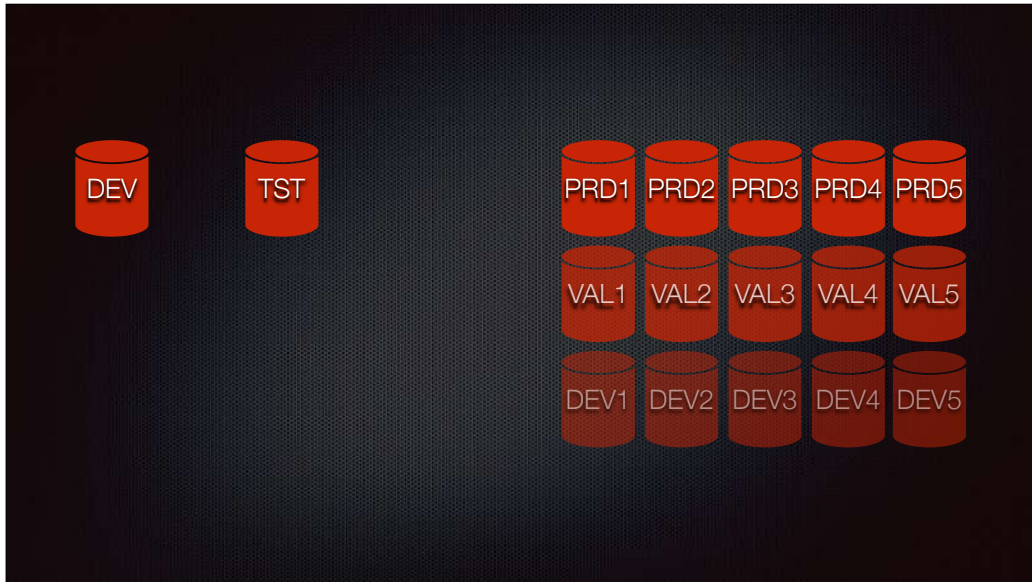 DEV TST PRD1 PRD2 PRD3 PRD4 PRD5
VAL1 VAL2 VAL3 VAL4 VAL5
DEV1 DEV2 DEV3 DEV4 DEV5